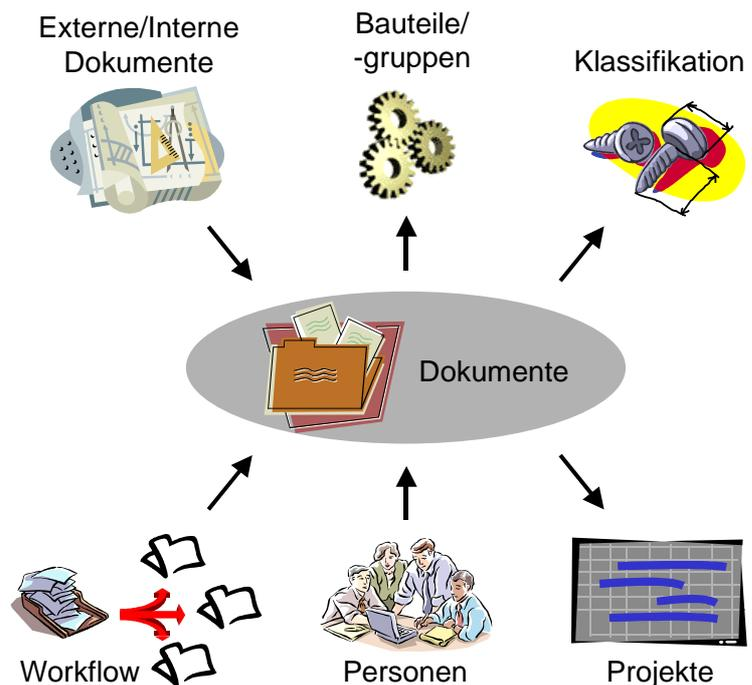 Externe/Interne
Dokumente
Bauteile/
-gruppen
Klassifikation
Dokumente
Workflow
Personen
Projekte